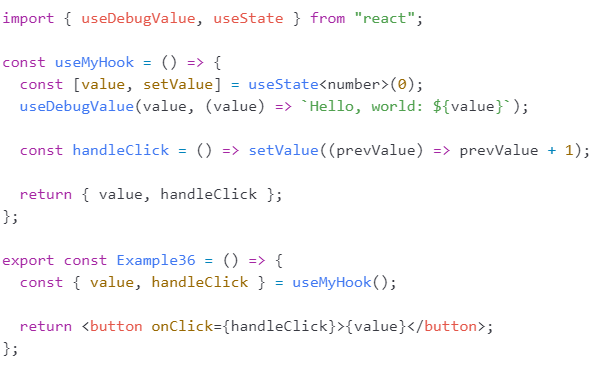 import { useDebugValue, useState } from "react";
const useMyHook = () => {
  const [value, setValue] = useState<number>(0);
  useDebugValue(value, (value) => `Hello, world: ${value}`);
  const handleClick = () => setValue((prevValue) => prevValue + 1);
  return { value, handleClick };
};
export const Example36 = () => {
  const { value, handleClick } = useMyHook();
  return <button onClick={handleClick}>{value}</button>;
};